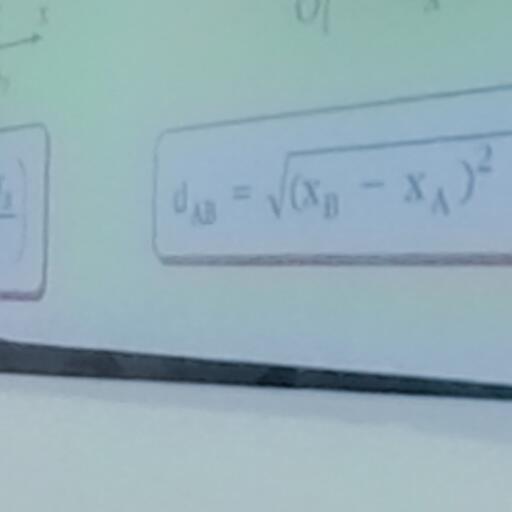 x
d_AB = √(x_B − x_A)²